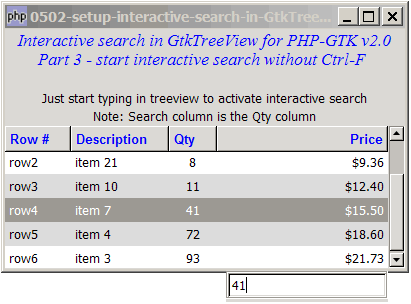 php 0502-setup-interactive-search-in-GtkTree...
Interactive search in GtkTreeView for PHP-GTK v2.0
Part 3 - start interactive search without Ctrl-F
Just start typing in treeview to activate interactive search
Note: Search column is the Qty column
Row # Description Qty Price
row2 item 21 8 $9.36
row3 item 10 11 $12.40
row4 item 7 41 $15.50
row5 item 4 72 $18.60
row6 item 3 93 $21.73
41